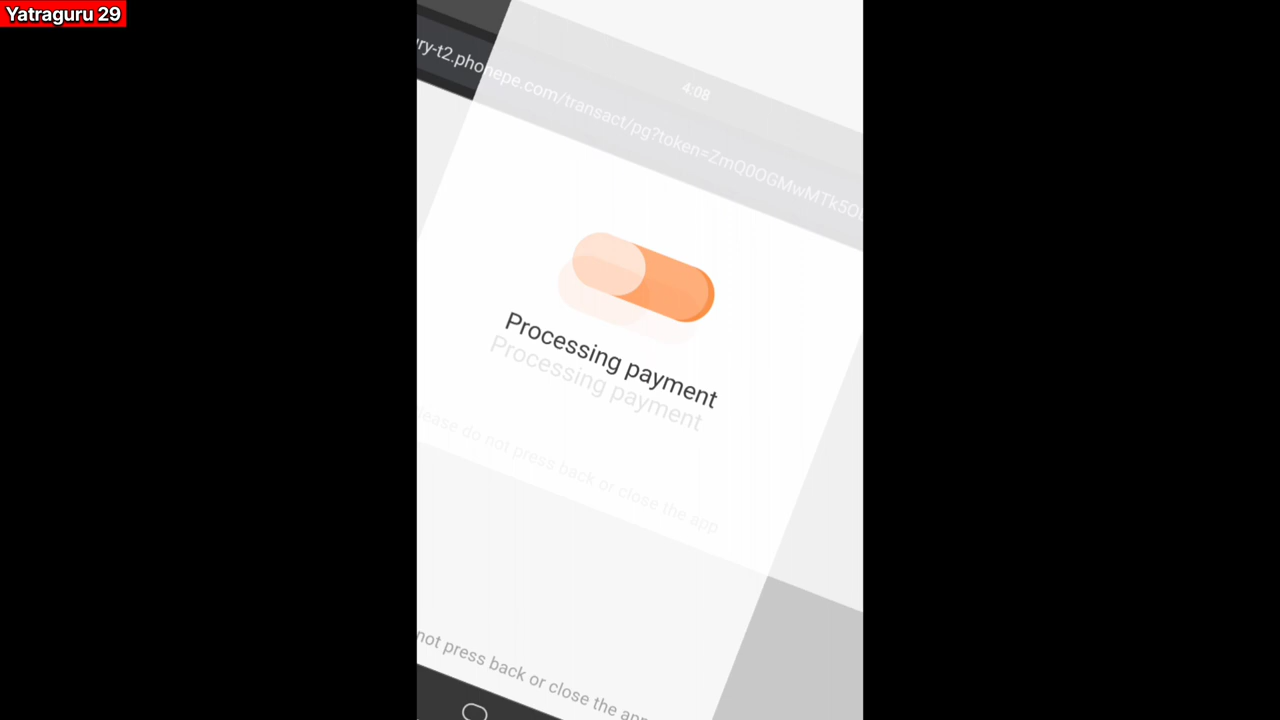 Yatraguru 29
4:08
ry-t2.phonepe.com/transact/pg?token=ZmQ0OGMwMTk5O
Processing payment
Processing payment
lease do not press back or close the app
not press back or close the app